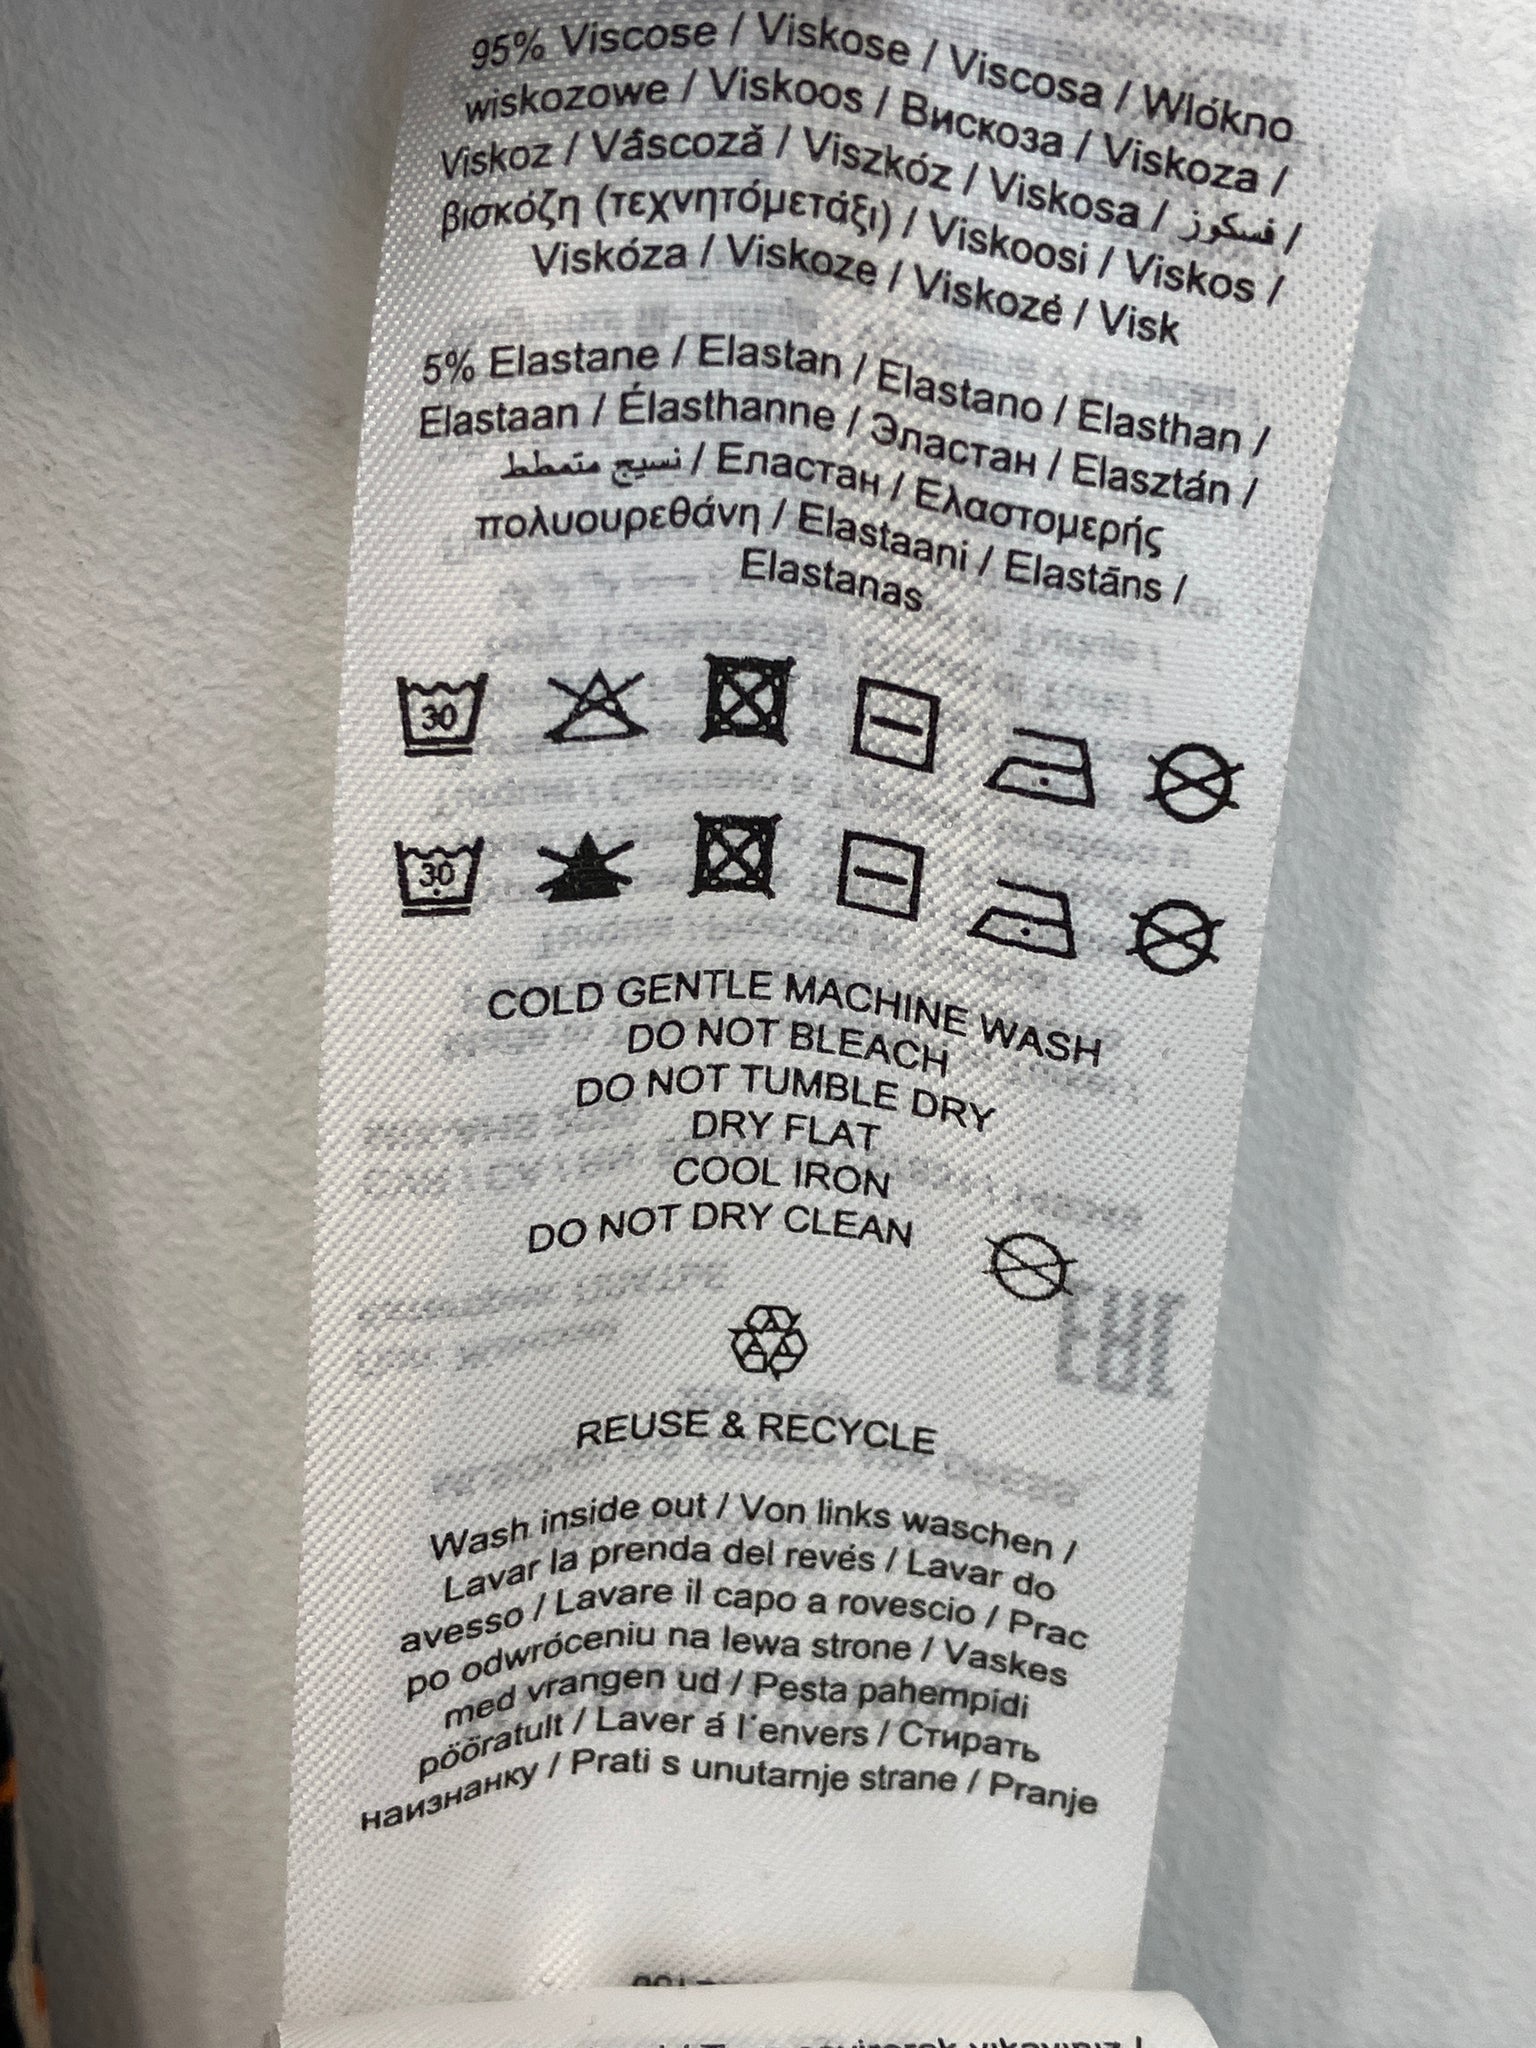 95% Viscose / Viskose / Viscosa / Wlókno
wiskozowe / Viskoos / Вискоза / Viskoza /
Viskoz / Vâscoză / Viszkóz / Viskosa / فسكوز /
βισκόζη (τεχνητόμετάξι) / Viskoosi / Viskos /
Viskóza / Viskoze / Viskozė / Visk
5% Elastane / Elastan / Elastano / Elasthan /
Elastaan / Élasthanne / Эластан / Elasztán /
نسيج متمطط / Еластан / Ελαστομερής
πολυουρεθάνη / Elastaani / Elastāns /
Elastanas
30
30
COLD GENTLE MACHINE WASH
DO NOT BLEACH
DO NOT TUMBLE DRY
DRY FLAT
COOL IRON
DO NOT DRY CLEAN
REUSE & RECYCLE
Wash inside out / Von links waschen /
Lavar la prenda del revés / Lavar do
avesso / Lavare il capo a rovescio / Prac
po odwróceniu na lewa strone / Vaskes
med vrangen ud / Pesta pahempidi
pööratult / Laver á l´envers / Стирать
наизнанку / Prati s unutarnje strane / Pranje